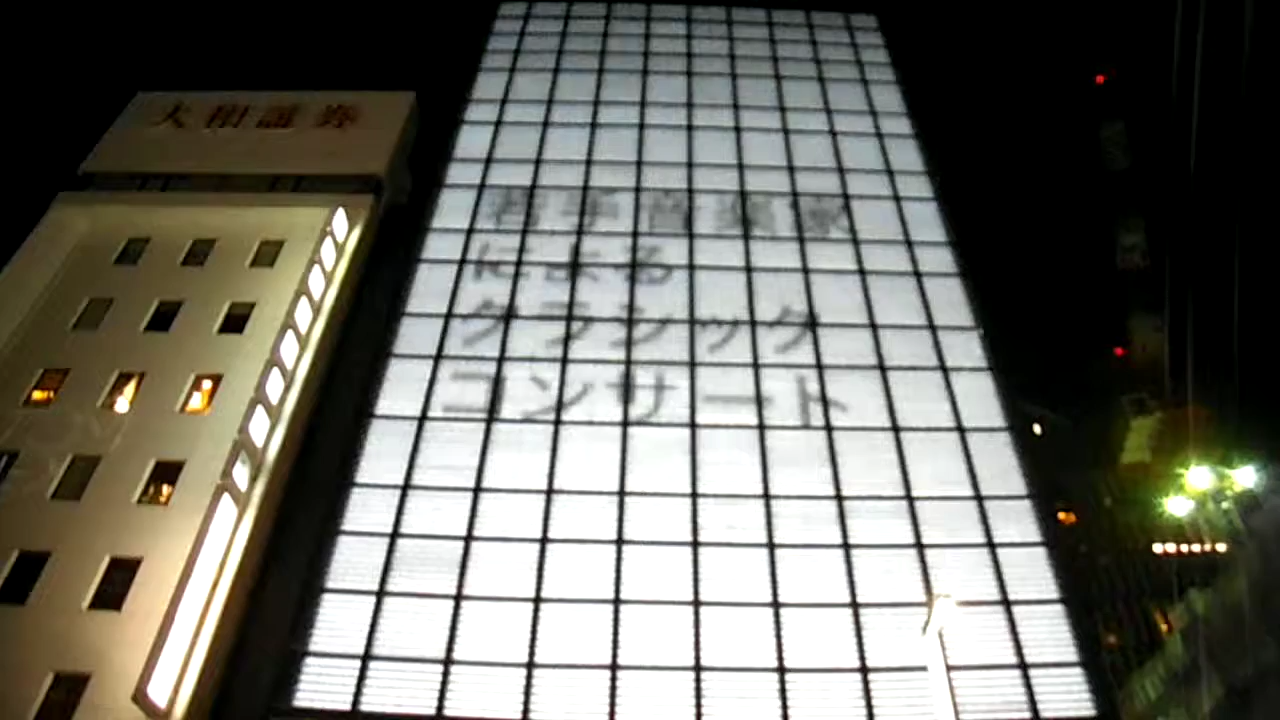 大和証券
若手音楽家
による
クラシック
コンサート